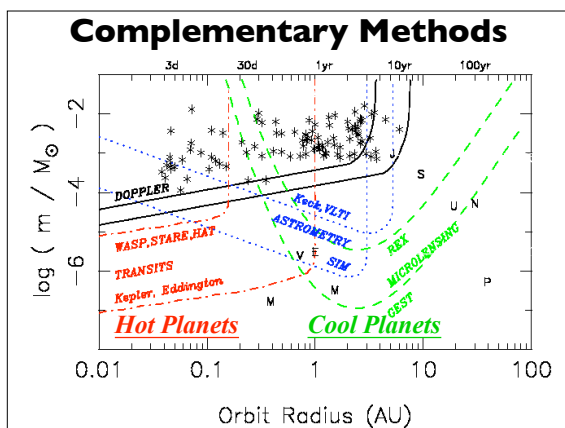 Complementary Methods
3d 30d 1yr 10yr 100yr
log ( m / M⊙ )
-2
-4
-6
DOPPLER
Keck,VLTI
ASTROMETRY
SIM
WASP,STARE,HAT
TRANSITS
Kepler, Eddington
REX
MICROLENSING
GEST
J
S
U N
V E
M M P
Hot Planets Cool Planets
0.01 0.1 1 10 100
Orbit Radius (AU)